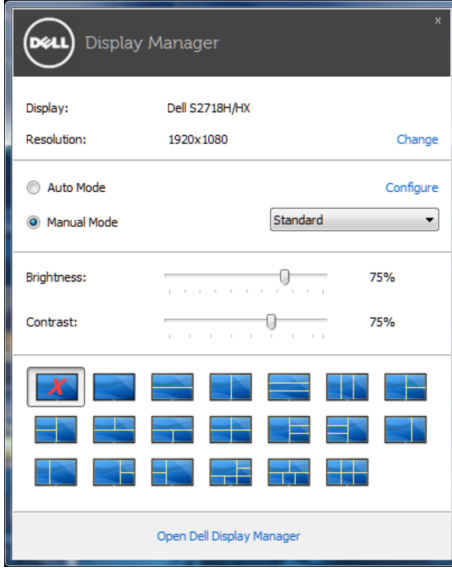 DELL
Display Manager
x
Display: Dell S2718H/HX
Resolution: 1920x1080 Change
Auto Mode Configure
Manual Mode Standard
Brightness: 75%
Contrast: 75%
X
Open Dell Display Manager